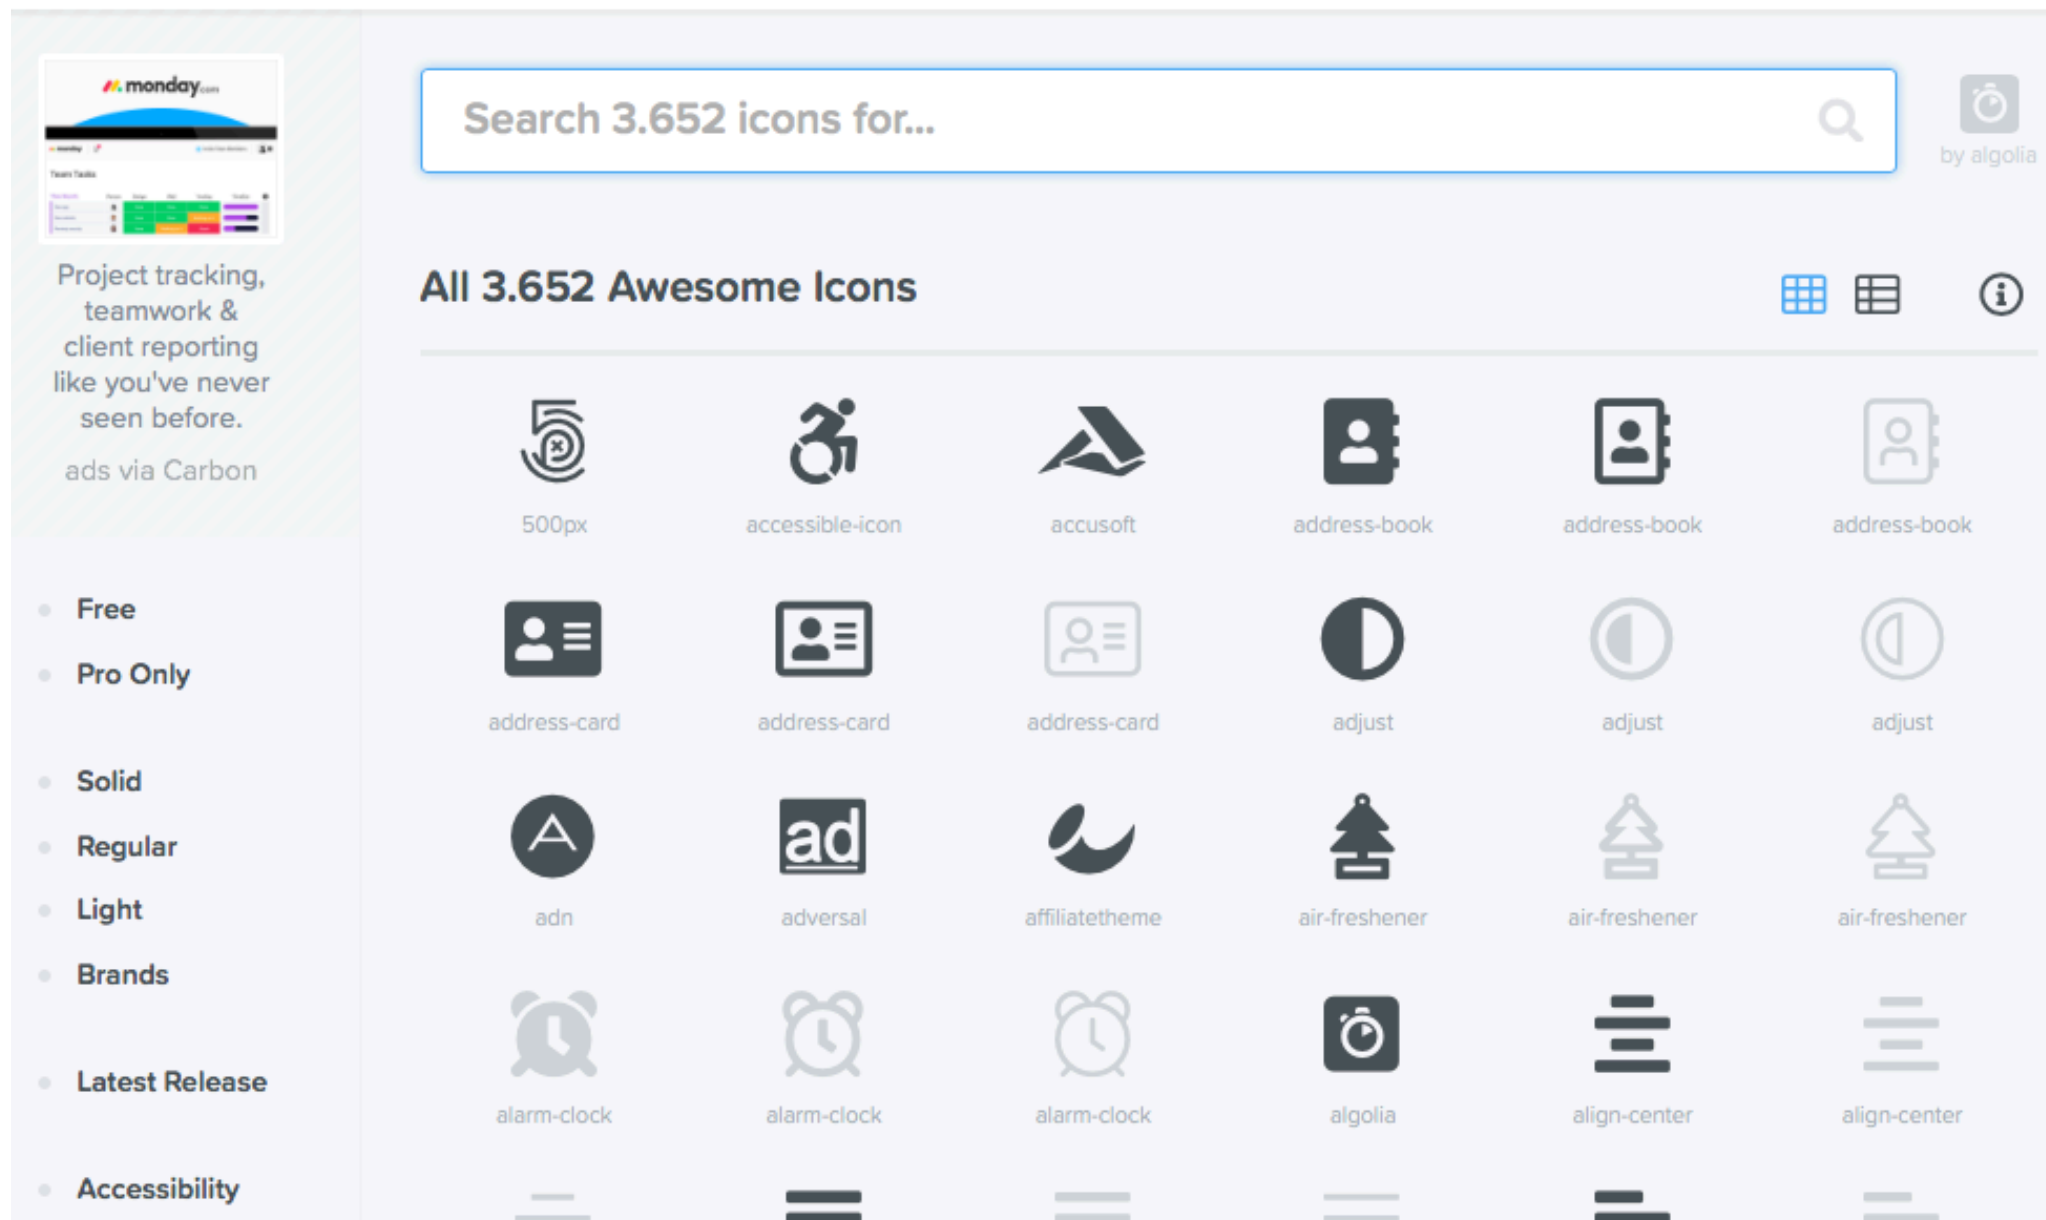 monday.com
monday
Team Tasks
Project tracking,
teamwork &
client reporting
like you've never
seen before.
ads via Carbon
Free
Pro Only
Solid
Regular
Light
Brands
Latest Release
Accessibility
Search 3.652 icons for...
by algolia
All 3.652 Awesome Icons
500px accessible-icon accusoft address-book address-book address-book
address-card address-card address-card adjust adjust adjust
ad
adn adversal affiliatetheme air-freshener air-freshener air-freshener
alarm-clock alarm-clock alarm-clock algolia align-center align-center